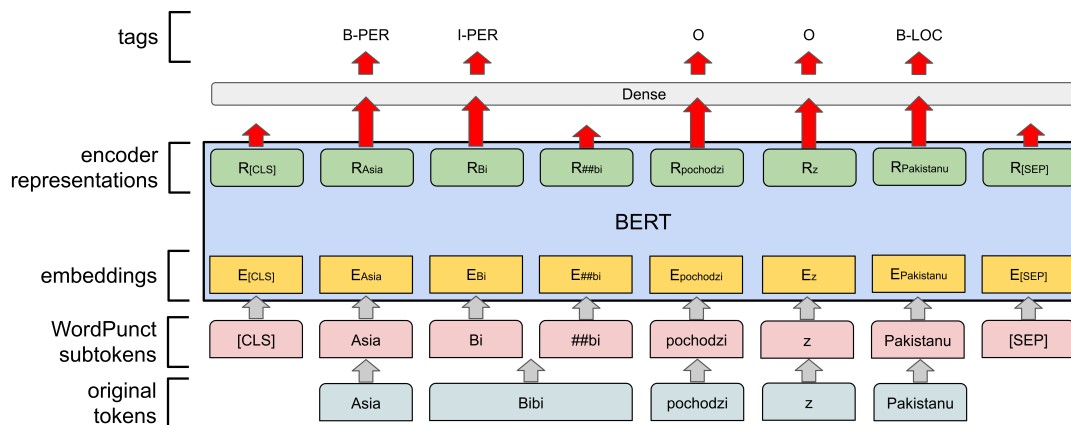 tags
B-PER I-PER O O B-LOC
Dense
encoder
representations
R[CLS] RAsia RBi R##bi Rpochodzi Rz RPakistanu R[SEP]
BERT
embeddings
E[CLS] EAsia EBi E##bi Epochodzi Ez EPakistanu E[SEP]
WordPunct
subtokens
[CLS] Asia Bi ##bi pochodzi z Pakistanu [SEP]
original
tokens
Asia Bibi pochodzi z Pakistanu